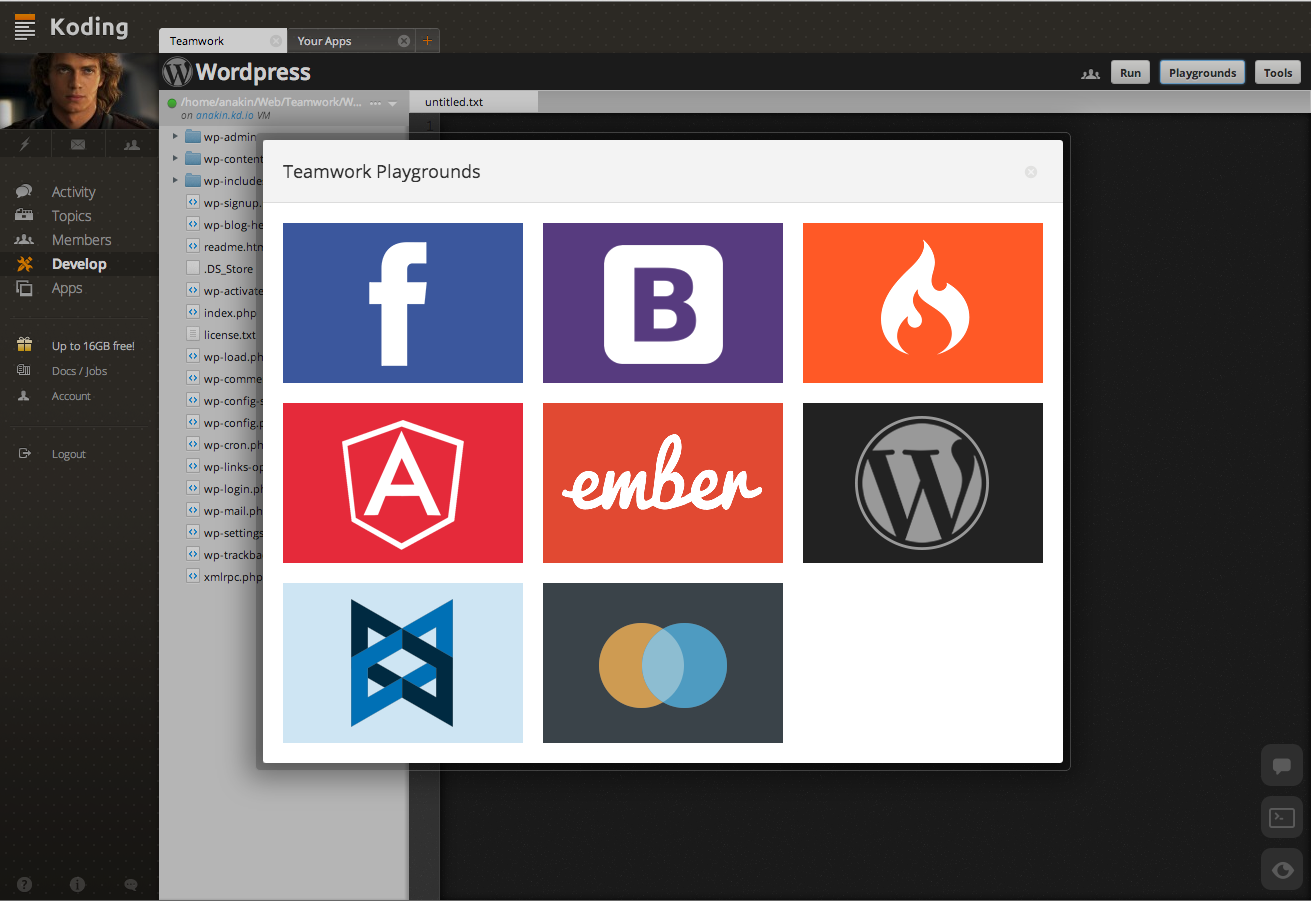 Koding
Teamwork
Your Apps
Wordpress
Run
Playgrounds
Tools
/home/anakin/Web/Teamwork/W...
on anakin.kd.io VM
untitled.txt
1
Activity
Topics
Members
Develop
Apps
Up to 16GB free!
Docs / Jobs
Account
Logout
wp-admin
wp-content
wp-include
wp-signup.
wp-blog-he
readme.htm
.DS_Store
wp-activate
index.php
license.txt
wp-load.ph
wp-comme
wp-config-s
wp-config.p
wp-cron.ph
wp-links-op
wp-login.ph
wp-mail.ph
wp-settings
wp-trackba
xmlrpc.php
Teamwork Playgrounds
f
B
A
ember
W